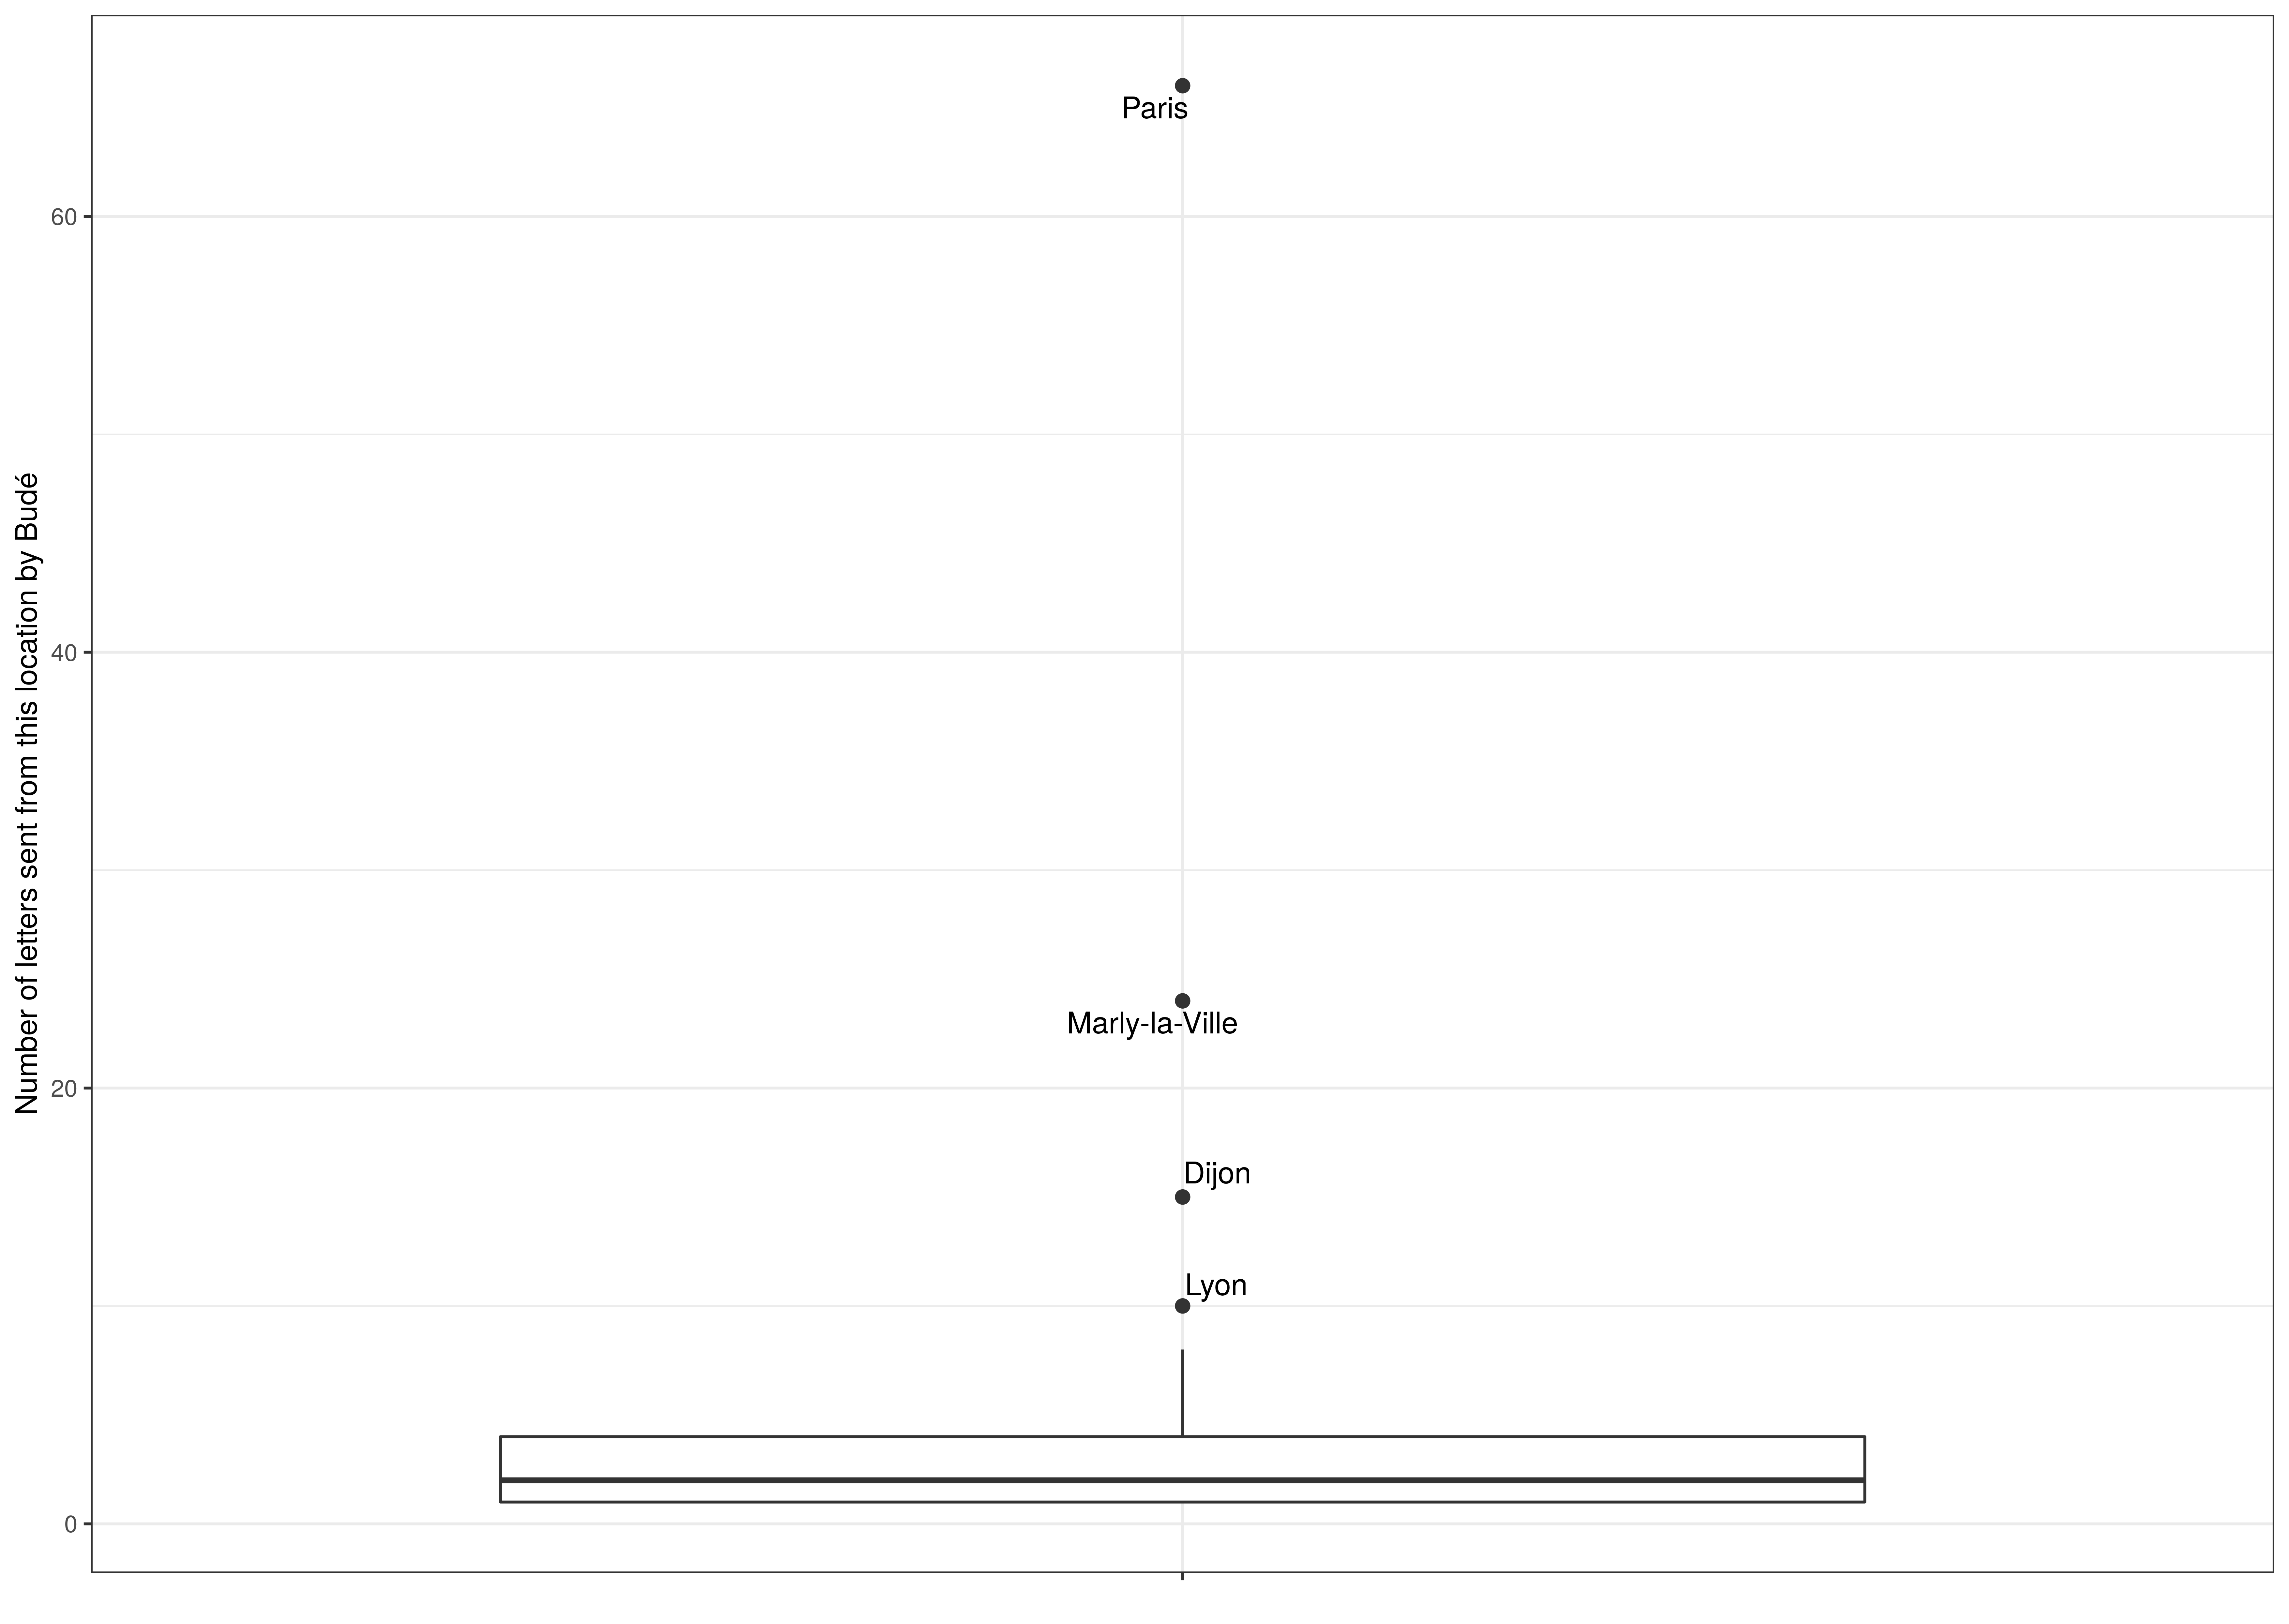 Number of letters sent from this location by Budé
60
40
20
0
Paris
Marly-la-Ville
Dijon
Lyon